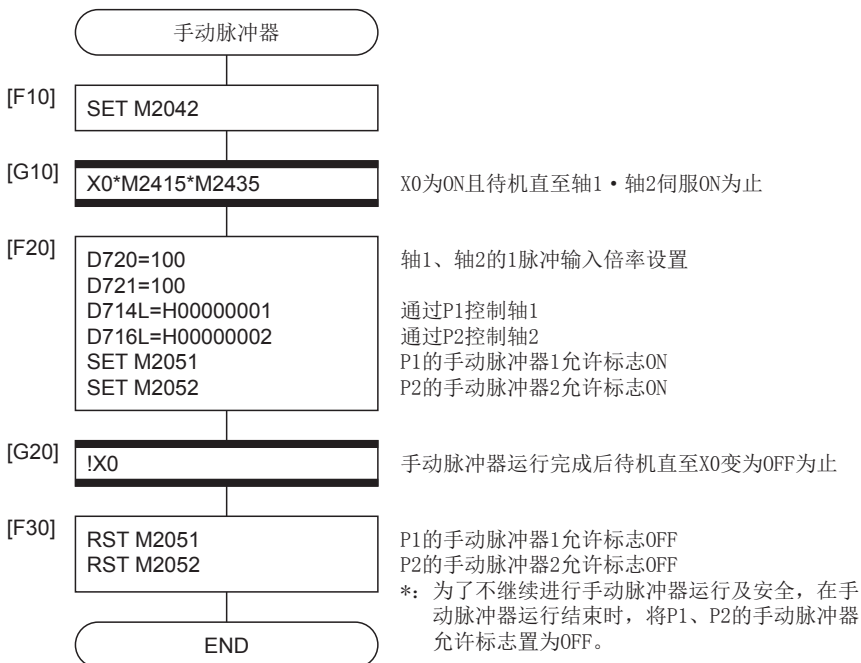 手动脉冲器
[F10]
SET M2042
[G10]
X0*M2415*M2435
X0为ON且待机直至轴1·轴2伺服ON为止
[F20]
D720=100
轴1、轴2的1脉冲输入倍率设置
D721=100
D714L=H00000001
通过P1控制轴1
D716L=H00000002
通过P2控制轴2
SET M2051
P1的手动脉冲器1允许标志ON
SET M2052
P2的手动脉冲器2允许标志ON
[G20]
!X0
手动脉冲器运行完成后待机直至X0变为OFF为止
[F30]
RST M2051
P1的手动脉冲器1允许标志OFF
RST M2052
P2的手动脉冲器2允许标志OFF
*: 为了不继续进行手动脉冲器运行及安全，在手
动脉冲器运行结束时，将P1、P2的手动脉冲器
允许标志置为OFF。
END